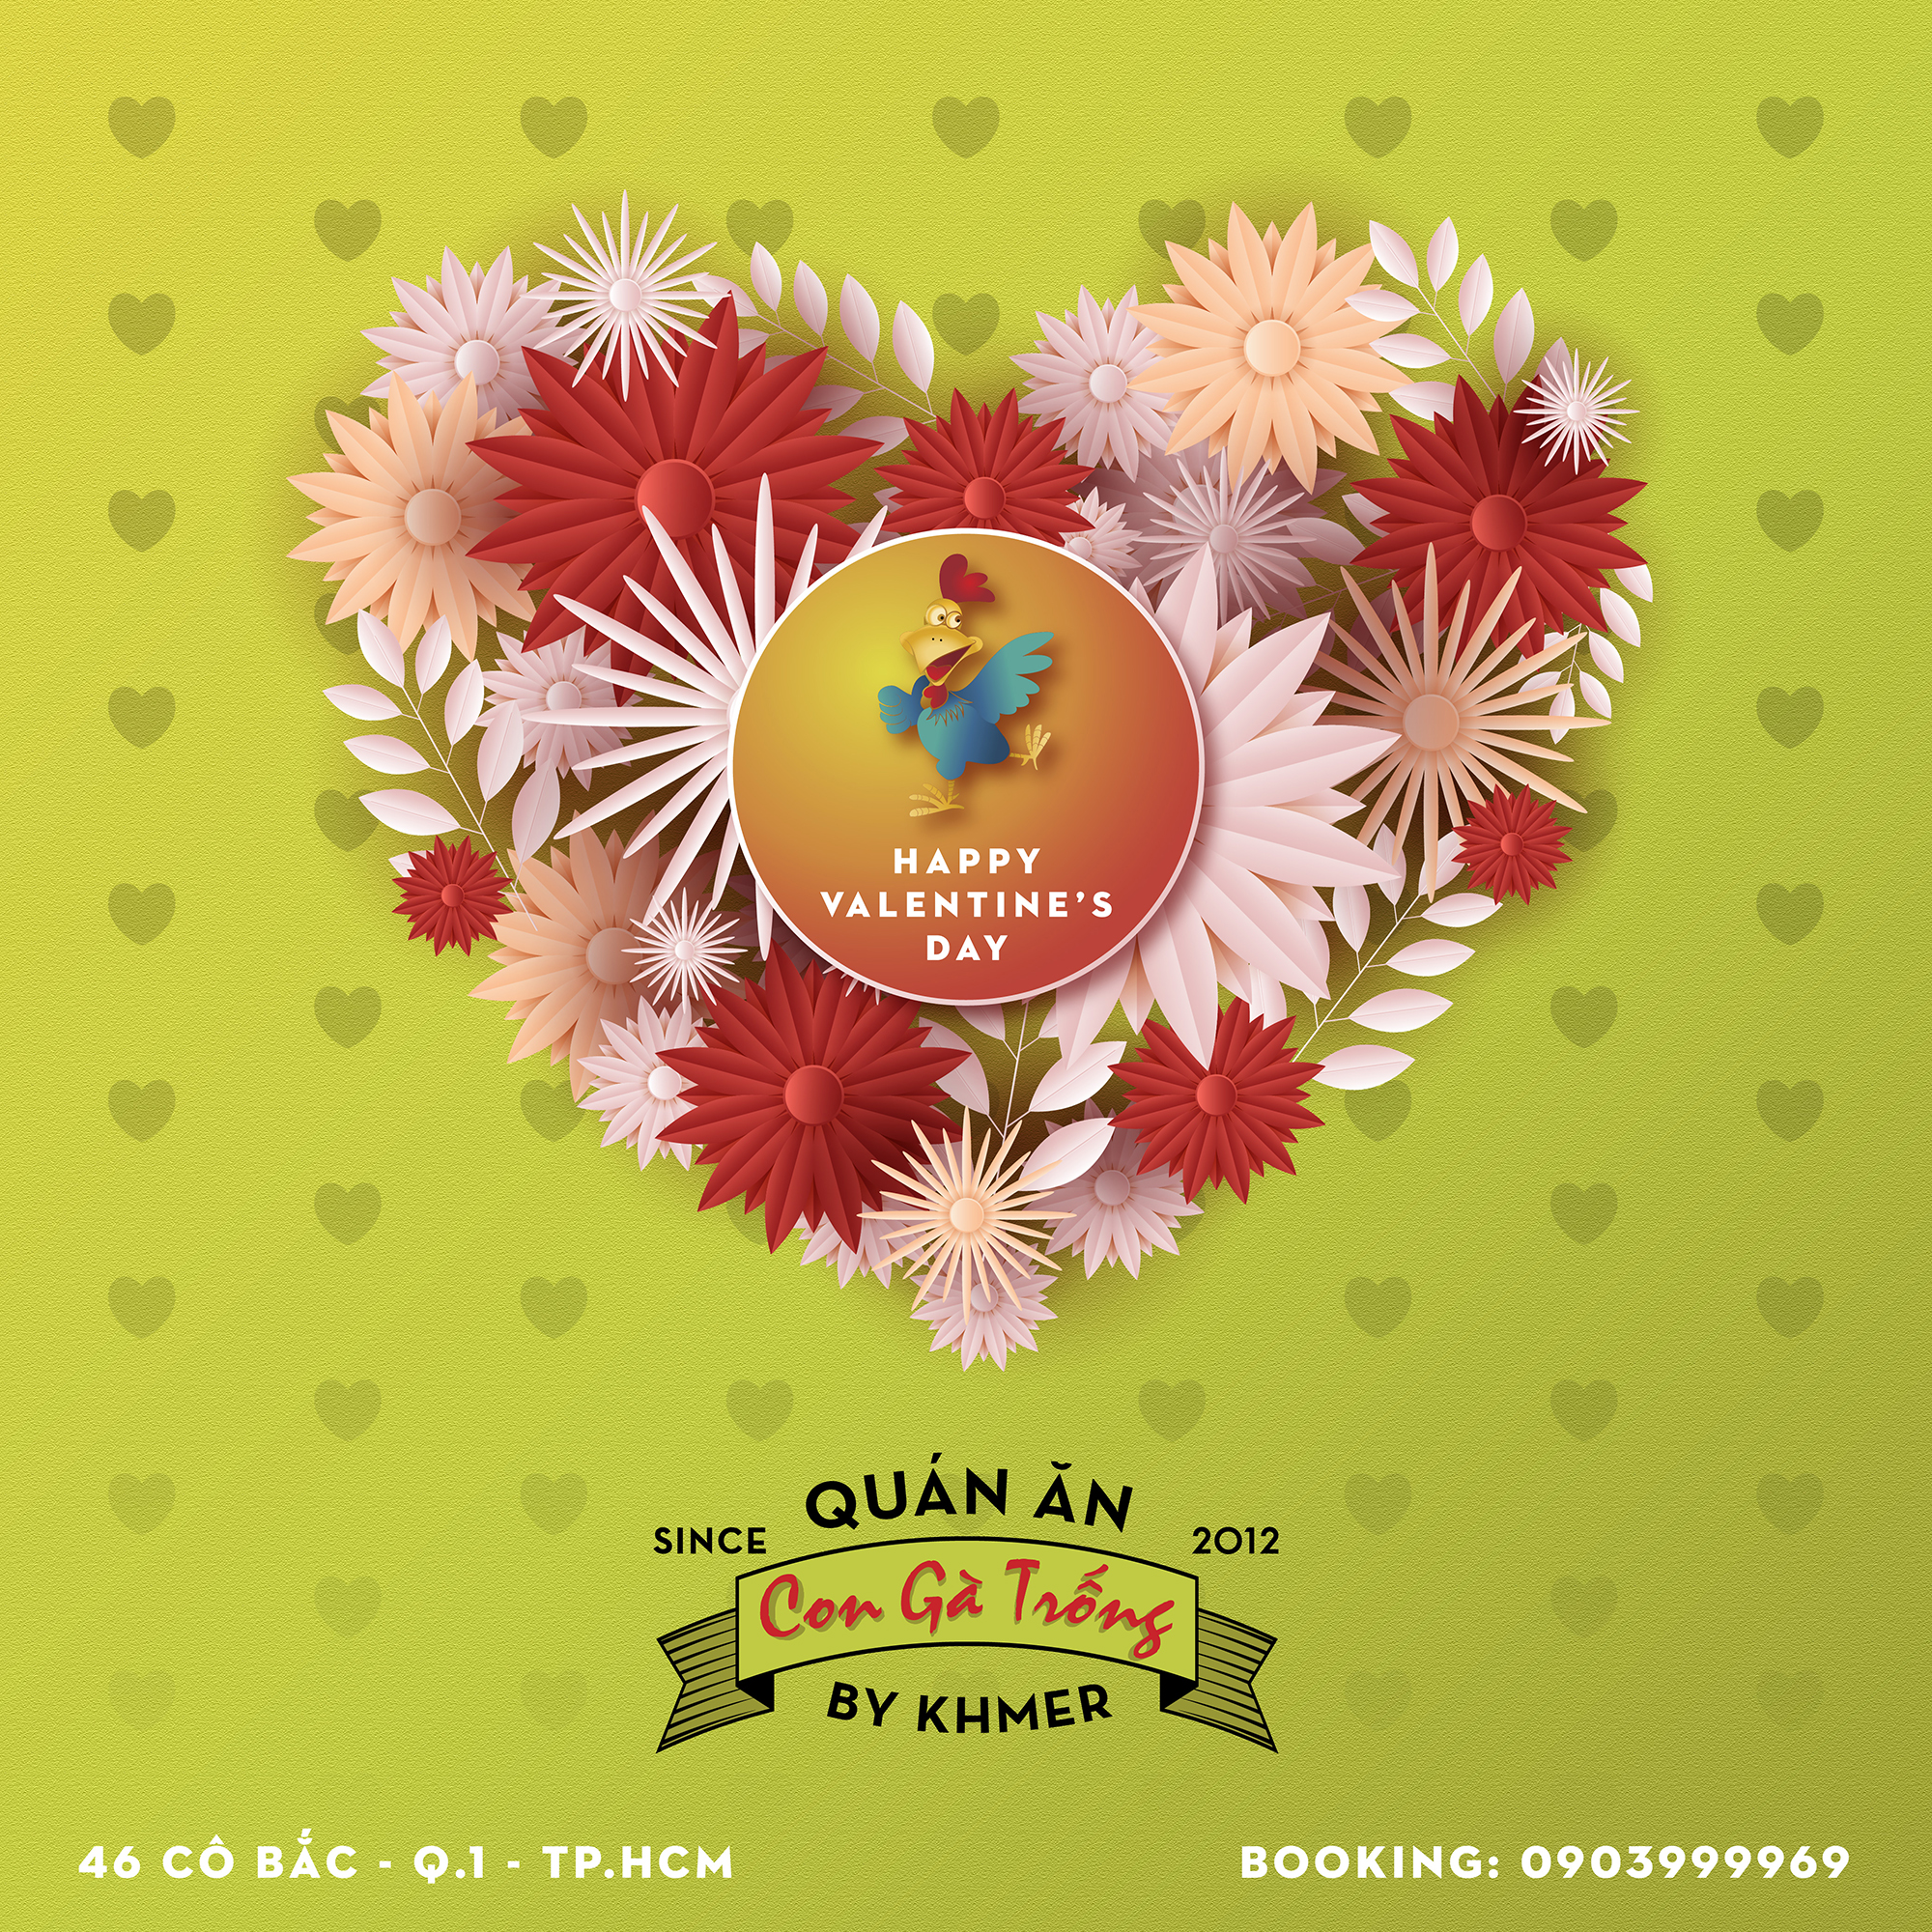 HAPPY
VALENTINE'S
DAY
QUÁN ĂN
SINCE 2012
Con Gà Trống
BY KHMER
46 CÔ BẮC - Q.1 - TP.HCM
BOOKING: 0903999969